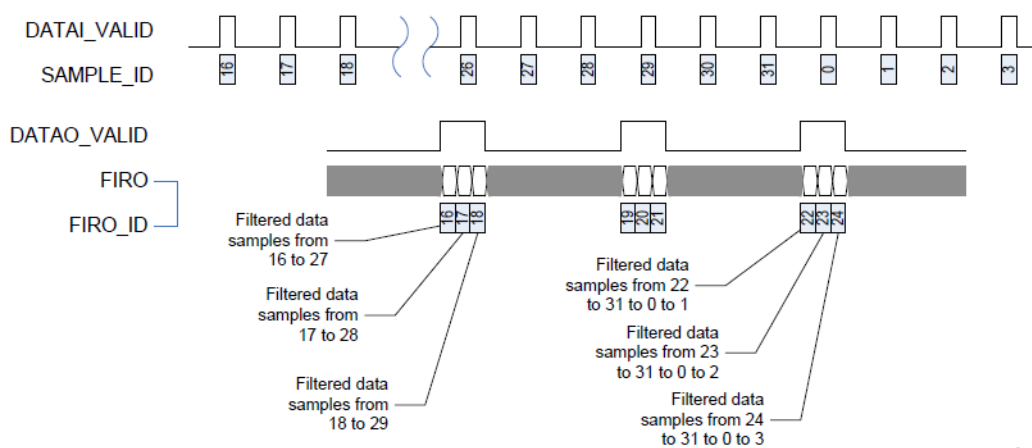 DATAI_VALID
SAMPLE_ID
16
17
18
26
27
28
29
30
31
0
1
2
3
DATAO_VALID
FIRO
FIRO_ID
16
17
18
19
20
21
22
23
24
Filtered data
samples from
16 to 27
Filtered data
samples from
17 to 28
Filtered data
samples from
18 to 29
Filtered data
samples from 22
to 31 to 0 to 1
Filtered data
samples from 23
to 31 to 0 to 2
Filtered data
samples from 24
to 31 to 0 to 3